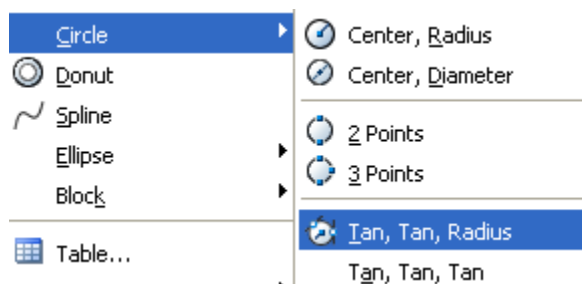 Circle
Donut
Spline
Ellipse
Block
Table...
Center, Radius
Center, Diameter
2 Points
3 Points
Tan, Tan, Radius
Tan, Tan, Tan